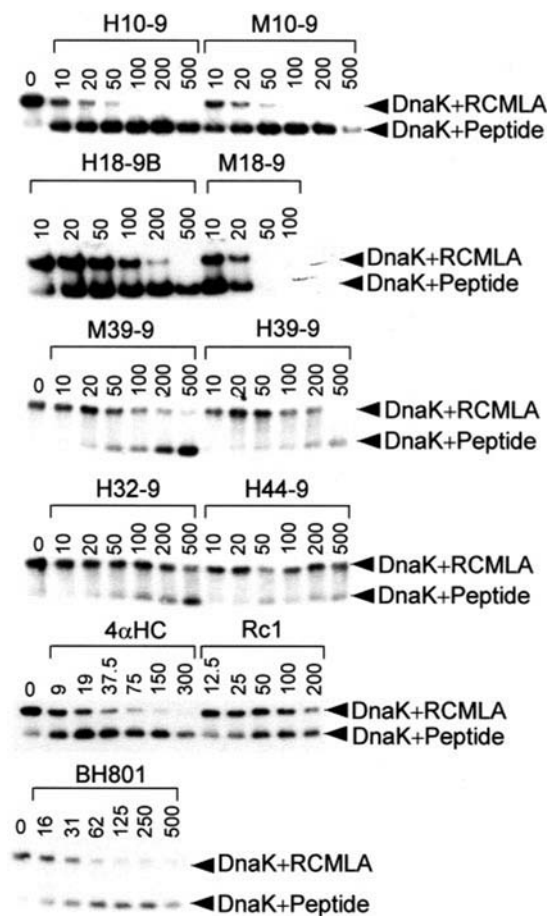 H10-9 M10-9
0 10 20 50 100 200 500 10 20 50 100 200 500
DnaK+RCMLA
DnaK+Peptide
H18-9B M18-9
10 20 50 100 200 500 10 20 50 100
DnaK+RCMLA
DnaK+Peptide
M39-9 H39-9
0 10 20 50 100 200 500 10 20 50 100 200 500
DnaK+RCMLA
DnaK+Peptide
H32-9 H44-9
0 10 20 50 100 200 500 10 20 50 100 200 500
DnaK+RCMLA
DnaK+Peptide
4αHC Rc1
0 9 19 37.5 75 150 300 12.5 25 50 100 200
DnaK+RCMLA
DnaK+Peptide
BH801
0 16 31 62 125 250 500
DnaK+RCMLA
DnaK+Peptide